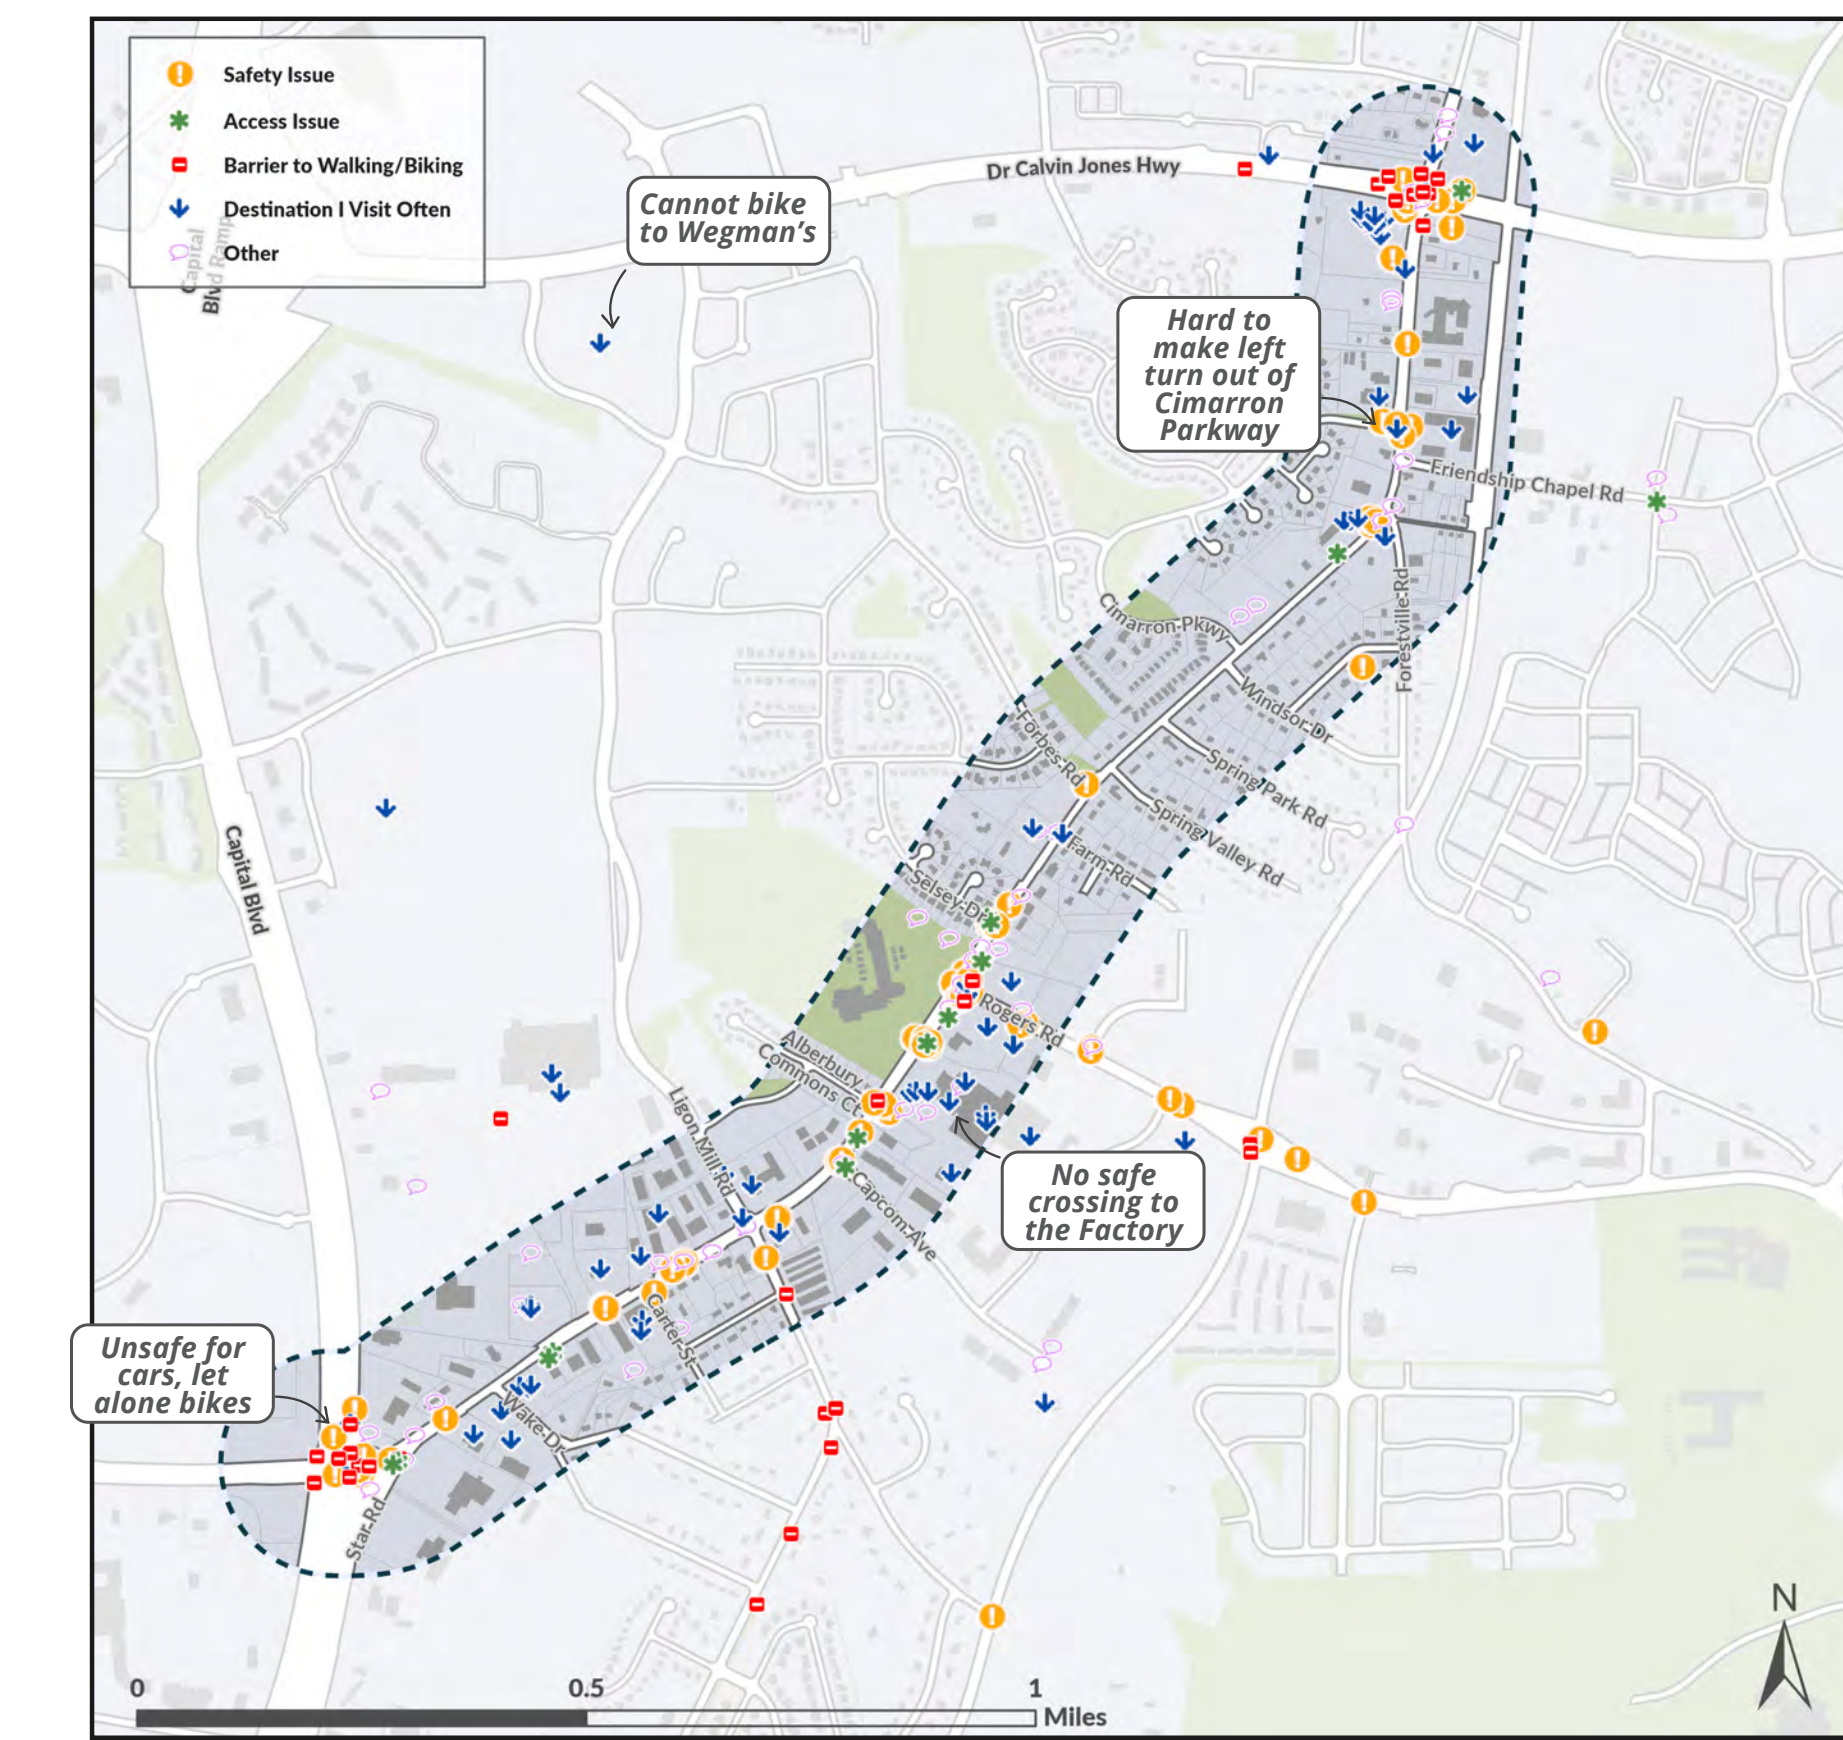 Safety Issue
Access Issue
Barrier to Walking/Biking
Destination I Visit Often
Other
Capital
Blvd Ramp
Cannot bike
to Wegman's
Dr Calvin Jones Hwy
Hard to
make left
turn out of
Cimarron
Parkway
Friendship Chapel Rd
Forestville Rd
Cimarron Pkwy
Windsor Dr
Forbes Rd
Spring Park Rd
Spring Valley Rd
Farm Rd
Selsey Dr
Capital Blvd
Rogers Rd
Alberbury
Commons Ct
Ligon Mill Rd
No safe
crossing to
the Factory
Capcom Ave
Carter St
Unsafe for
cars, let
alone bikes
Wake Dr
Star Rd
N
0 0.5 1
Miles